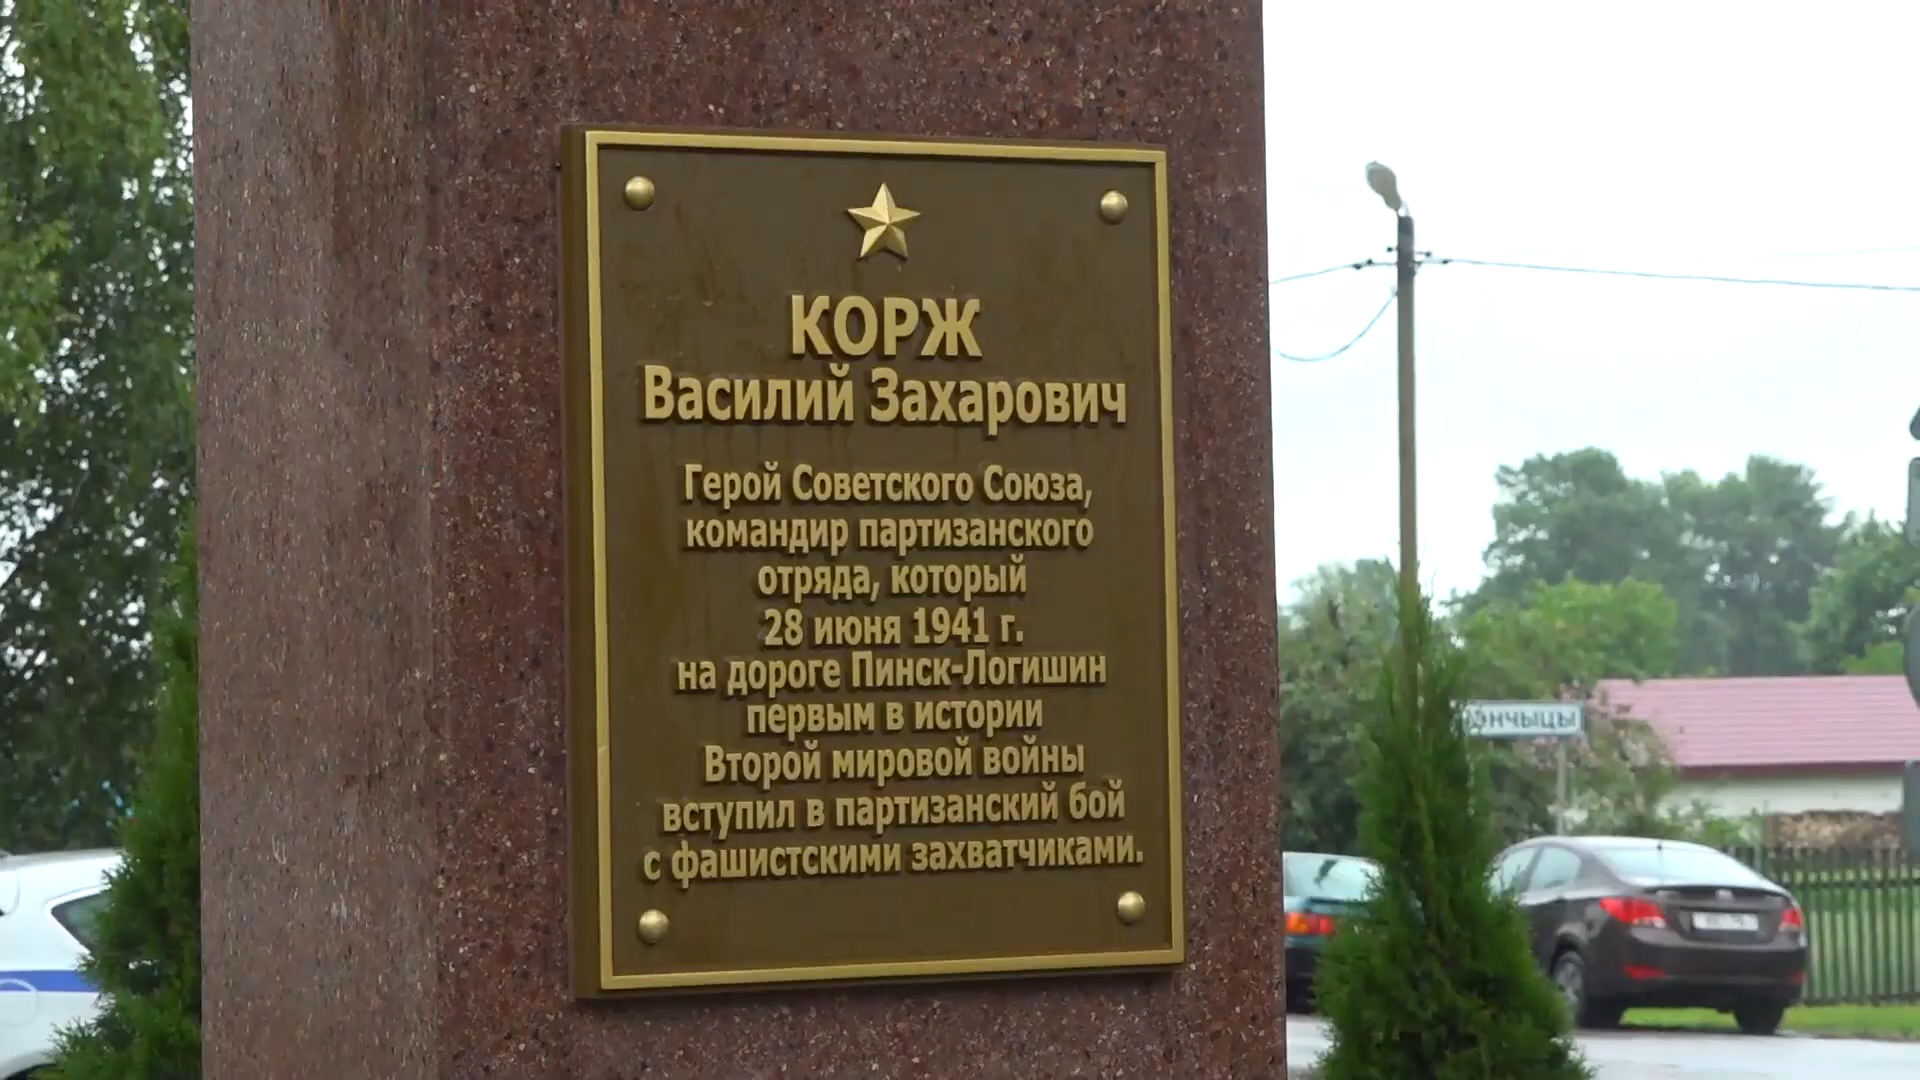 КОРЖ
Василий Захарович
Герой Советского Союза,
командир партизанского
отряда, который
28 июня 1941 г.
на дороге Пинск-Логишин
первым в истории
Второй мировой войны
вступил в партизанский бой
с фашистскими захватчиками.